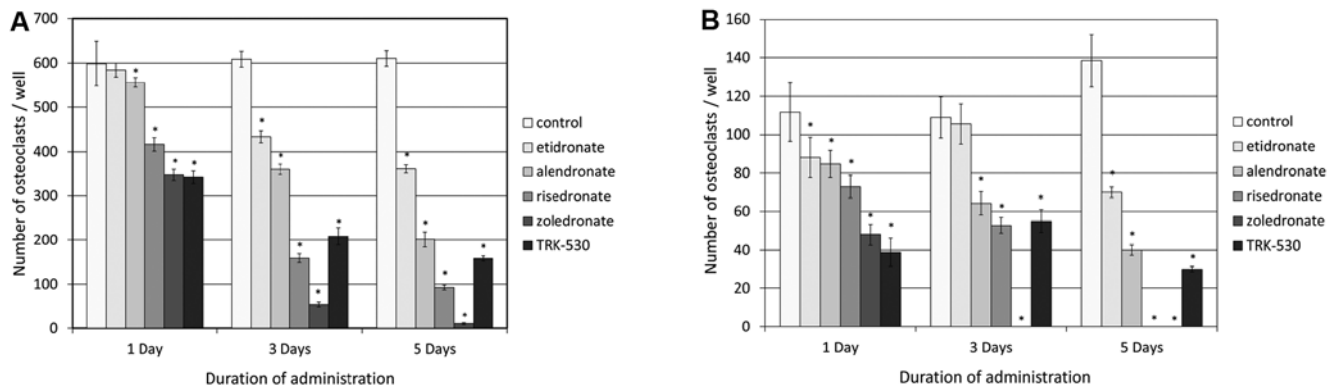 A
Number of osteoclasts / well
700
600
500
400
300
200
100
0
* * * *
* * * * *
* * * * *
1 Day 3 Days 5 Days
Duration of administration
control
etidronate
alendronate
risedronate
zoledronate
TRK-530
B
Number of osteoclasts / well
160
140
120
100
80
60
40
20
0
* * * * *
* * * *
* * * * *
1 Day 3 Days 5 Days
Duration of administration
control
etidronate
alendronate
risedronate
zoledronate
TRK-530